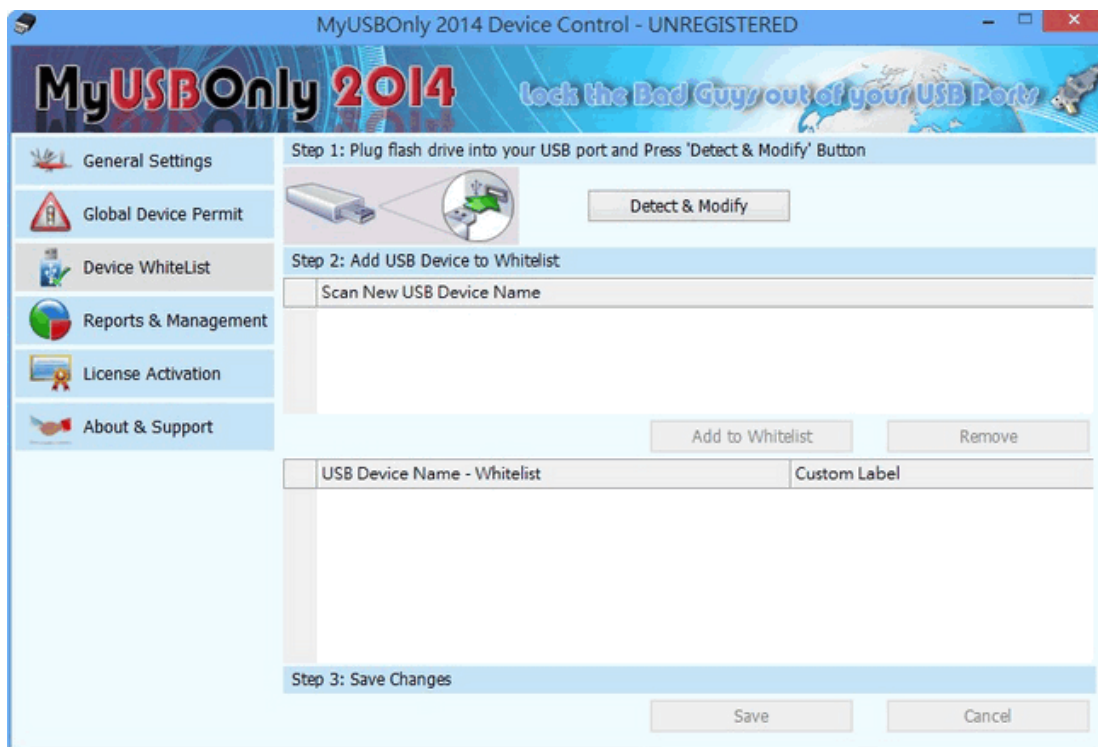 MyUSBOnly 2014 Device Control - UNREGISTERED
MyUSBOnly 2014
Lock the Bad Guys out of your USB Ports
General Settings
Global Device Permit
Device WhiteList
Reports & Management
License Activation
About & Support
Step 1: Plug flash drive into your USB port and Press 'Detect & Modify' Button
Detect & Modify
Step 2: Add USB Device to Whitelist
Scan New USB Device Name
Add to Whitelist Remove
USB Device Name - Whitelist Custom Label
Step 3: Save Changes
Save Cancel